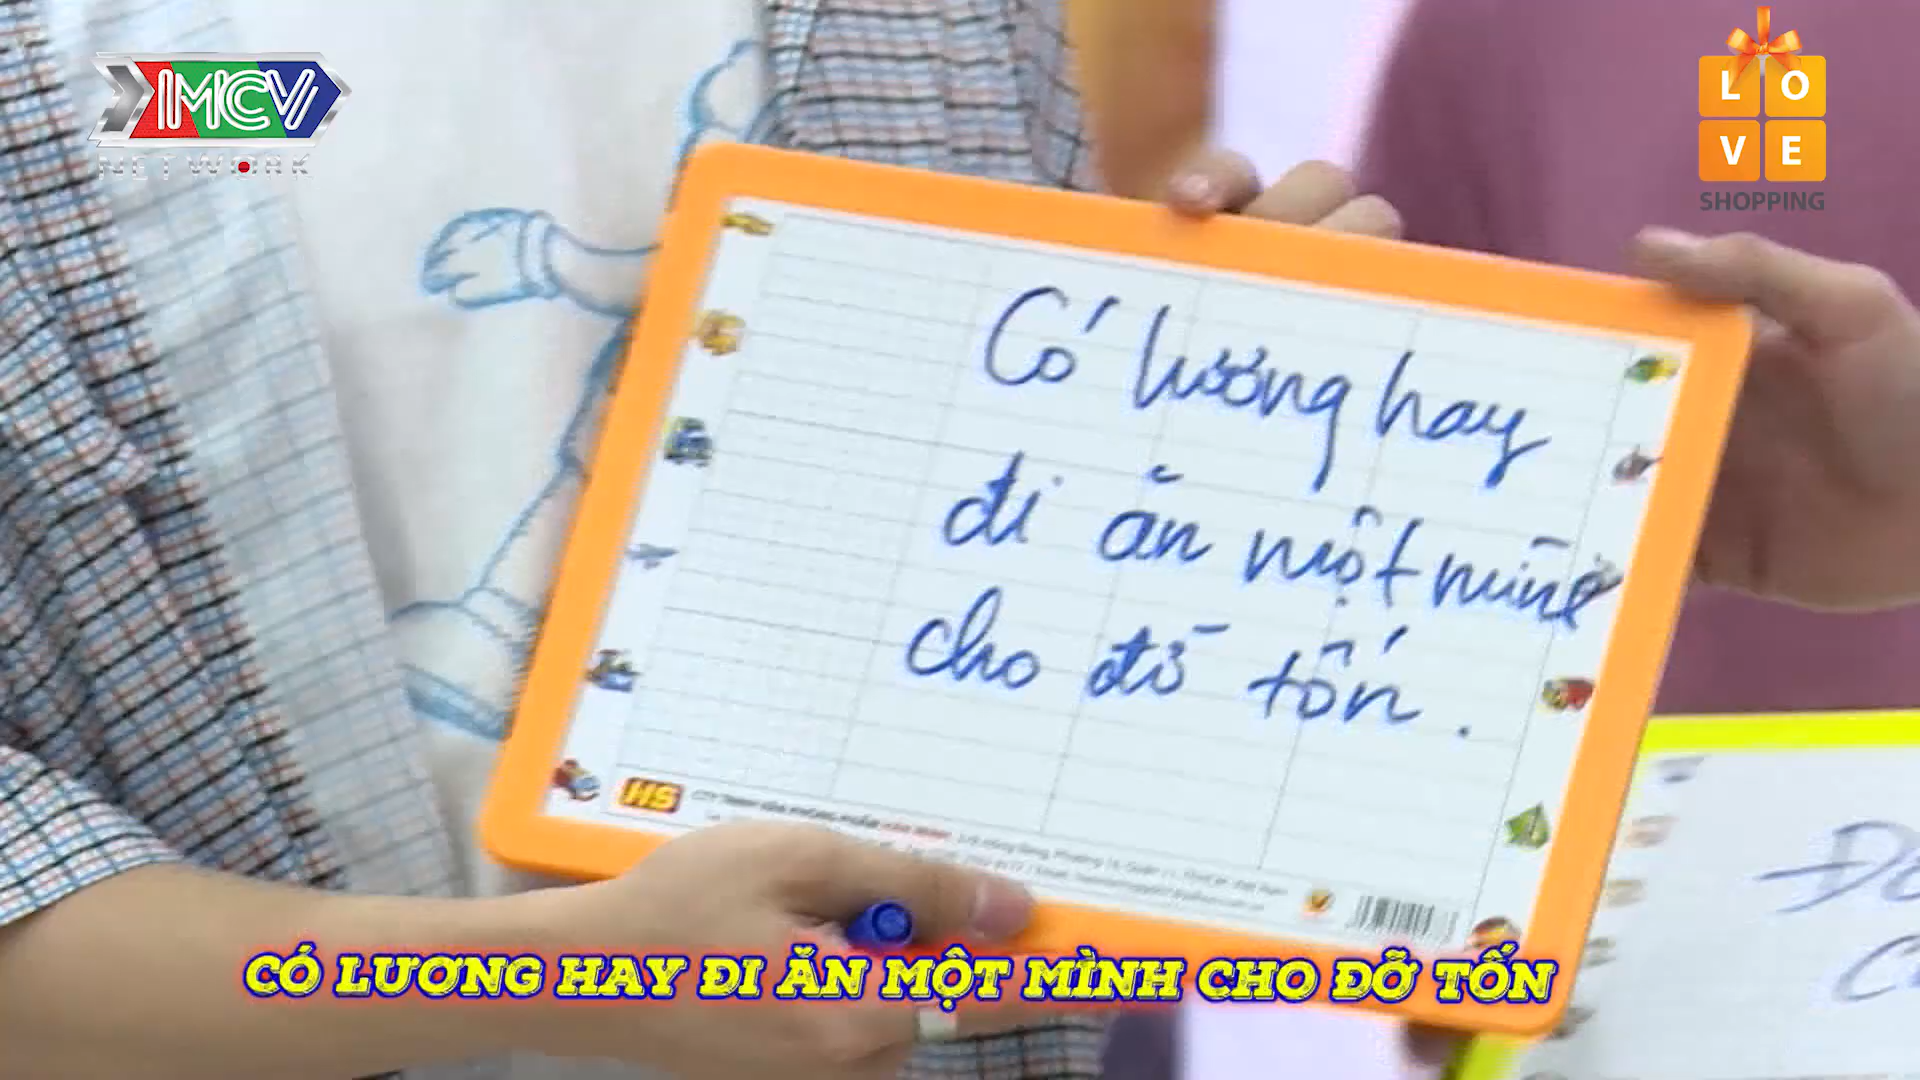 MCV
NETWORK
L O
V E
SHOPPING
Có lương hay
đi ăn một mình
cho đỡ tốn.
HS
CÓ LƯƠNG HAY ĐI ĂN MỘT MÌNH CHO ĐỠ TỐN